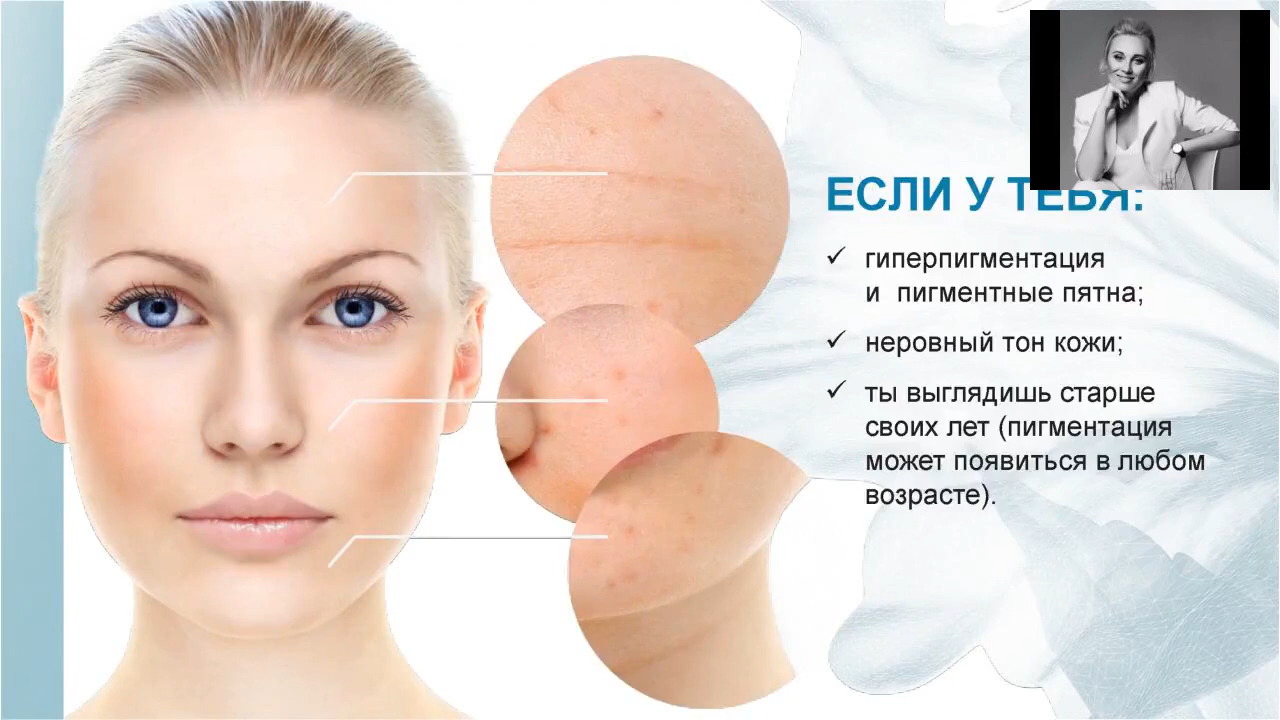 ЕСЛИ У ТЕБЯ:
гиперпигментация
и пигментные пятна;
неровный тон кожи;
ты выглядишь старше
своих лет (пигментация
может появиться в любом
возрасте).